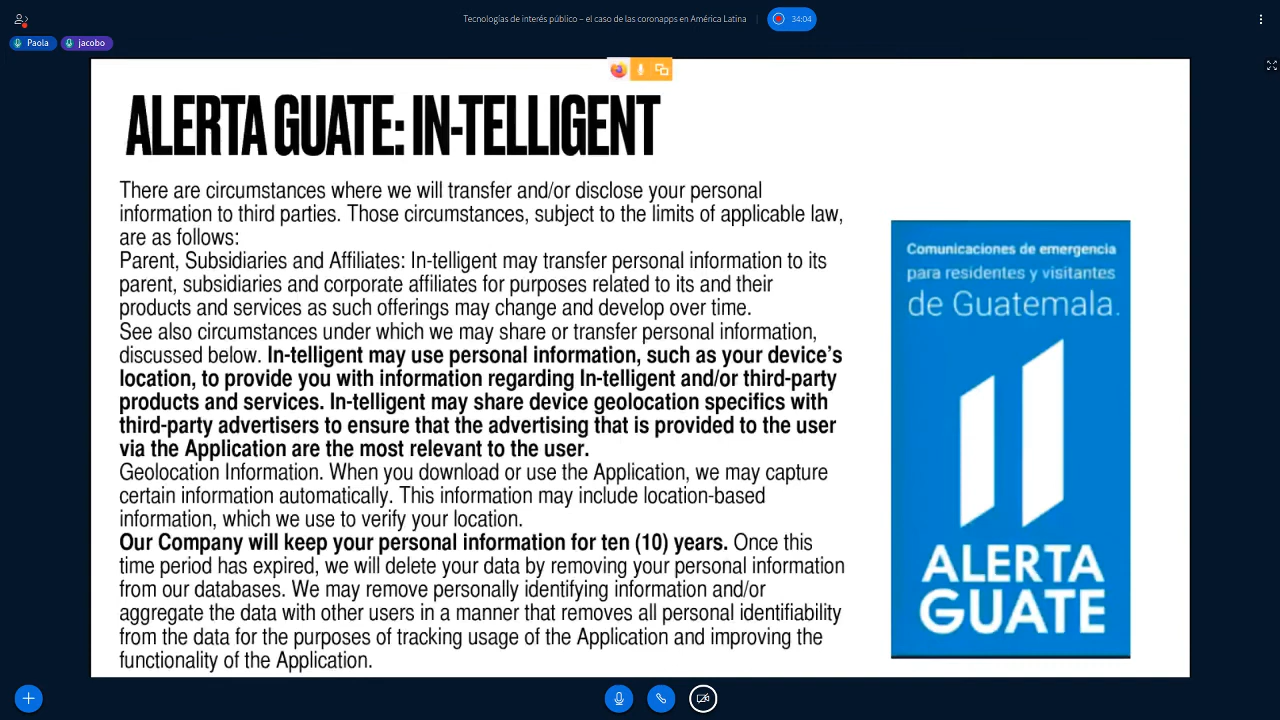 Tecnologías de interés público – el caso de las coronapps en América Latina
34:04
Paola
jacobo
ALERTA GUATE: IN-TELLIGENT
There are circumstances where we will transfer and/or disclose your personal
information to third parties. Those circumstances, subject to the limits of applicable law,
are as follows:
Parent, Subsidiaries and Affiliates: In-telligent may transfer personal information to its
parent, subsidiaries and corporate affiliates for purposes related to its and their
products and services as such offerings may change and develop over time.
See also circumstances under which we may share or transfer personal information,
discussed below. In-telligent may use personal information, such as your device’s
location, to provide you with information regarding In-telligent and/or third-party
products and services. In-telligent may share device geolocation specifics with
third-party advertisers to ensure that the advertising that is provided to the user
via the Application are the most relevant to the user.
Geolocation Information. When you download or use the Application, we may capture
certain information automatically. This information may include location-based
information, which we use to verify your location.
Our Company will keep your personal information for ten (10) years. Once this
time period has expired, we will delete your data by removing your personal information
from our databases. We may remove personally identifying information and/or
aggregate the data with other users in a manner that removes all personal identifiability
from the data for the purposes of tracking usage of the Application and improving the
functionality of the Application.
Comunicaciones de emergencia
para residentes y visitantes
de Guatemala.
ALERTA
GUATE